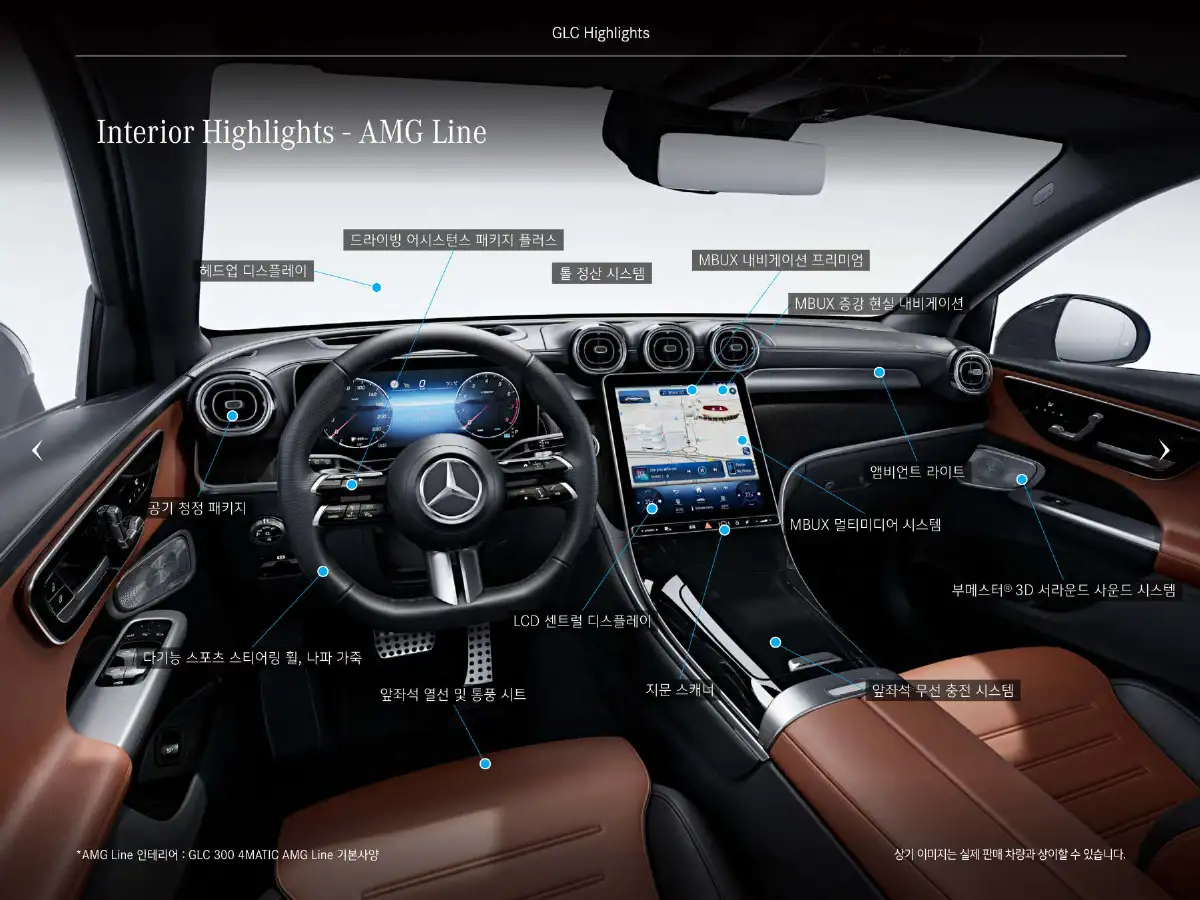 GLC Highlights
Interior Highlights - AMG Line
드라이빙 어시스턴스 패키지 플러스
헤드업 디스플레이
톨 정산 시스템
MBUX 내비게이션 프리미엄
MBUX 증강 현실 내비게이션
앰비언트 라이트
공기 청정 패키지
MBUX 멀티미디어 시스템
부메스터® 3D 서라운드 사운드 시스템
LCD 센트럴 디스플레이
다기능 스포츠 스티어링 휠, 나파 가죽
앞좌석 열선 및 통풍 시트
지문 스캐너
앞좌석 무선 충전 시스템
*AMG Line 인테리어 : GLC 300 4MATIC AMG Line 기본사양
상기 이미지는 실제 판매 차량과 상이할 수 있습니다.